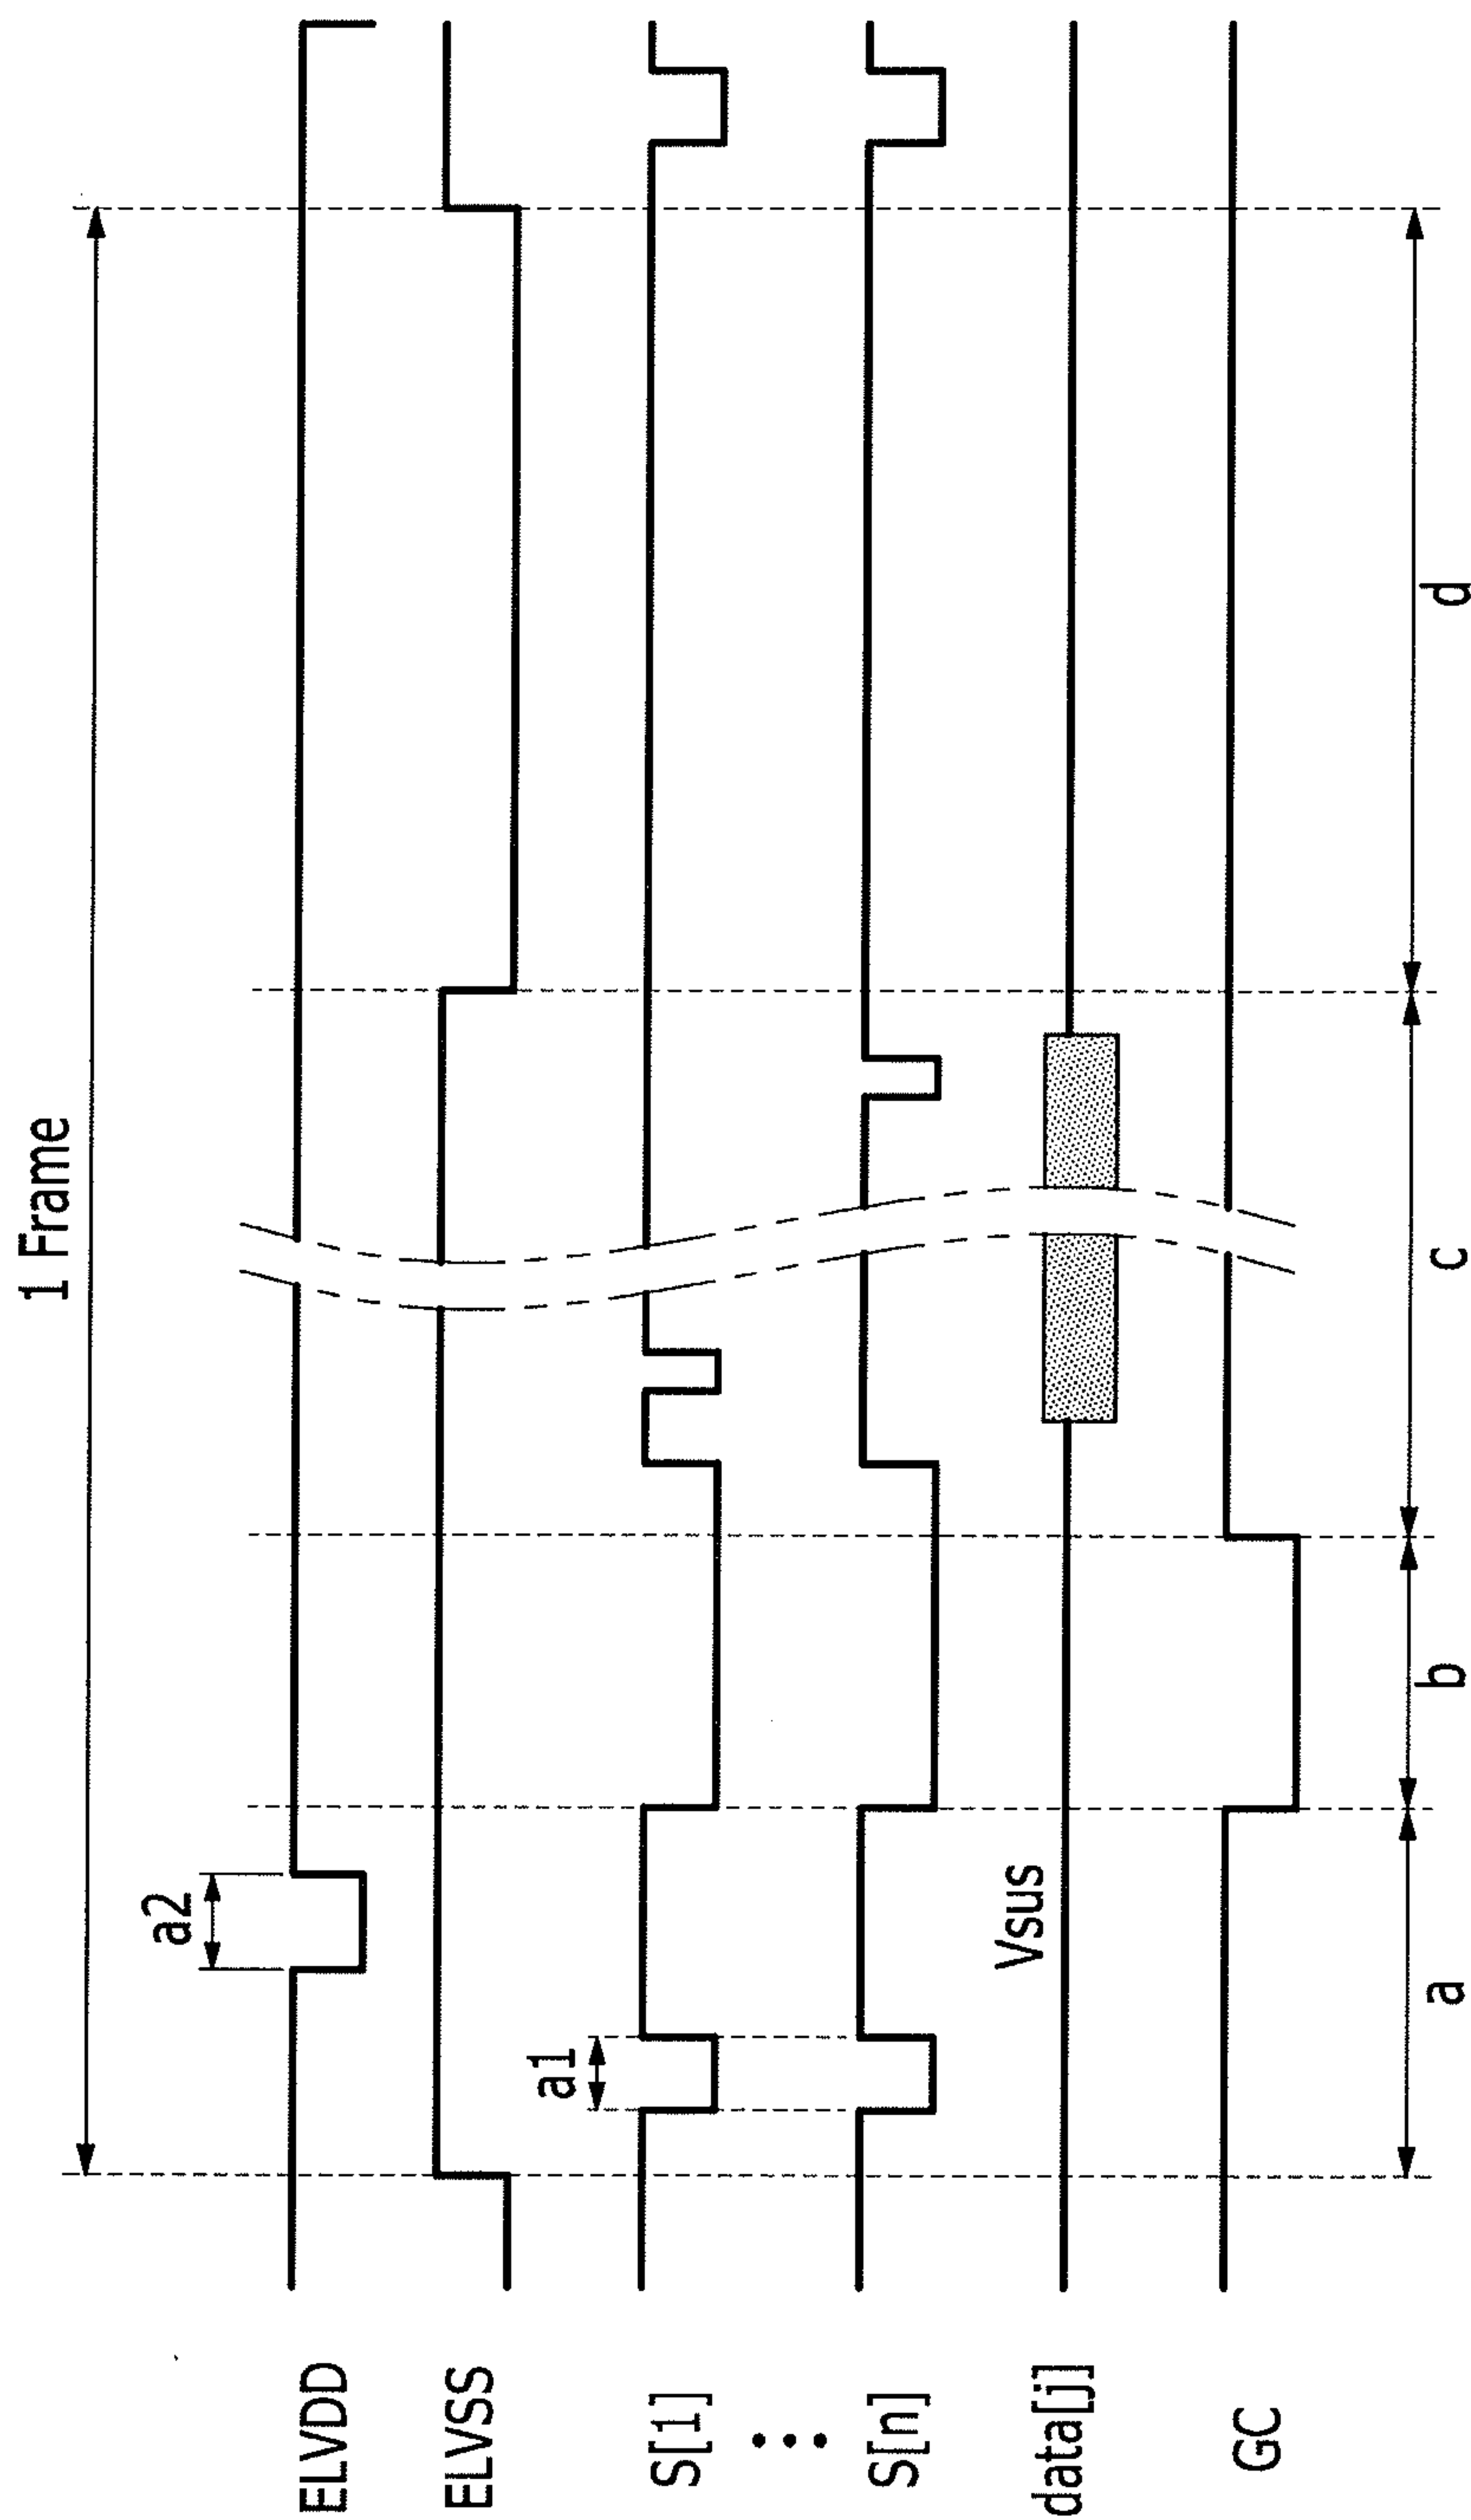 1 Frame
a2
ELVDD
ELVSS
a1
S[1]
S[n]
Vsus
data[j]
GC
a
b
c
d